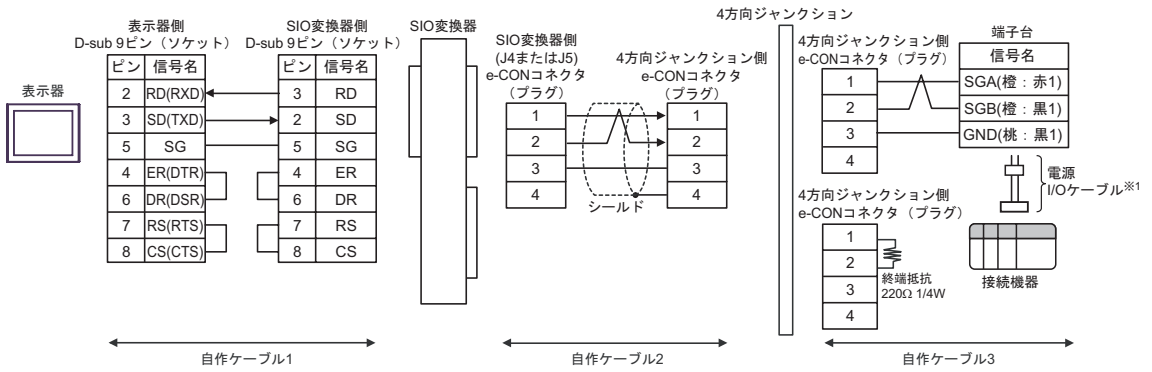 表示器
表示器側
D-sub 9ピン（ソケット）
ピン 信号名
2 RD(RXD)
3 SD(TXD)
5 SG
4 ER(DTR)
6 DR(DSR)
7 RS(RTS)
8 CS(CTS)
SIO変換器側
D-sub 9ピン（ソケット）
ピン 信号名
3 RD
2 SD
5 SG
4 ER
6 DR
7 RS
8 CS
自作ケーブル1
SIO変換器
SIO変換器側
(J4またはJ5)
e-CONコネクタ
（プラグ）
1
2
3
4
シールド
4方向ジャンクション側
e-CONコネクタ
（プラグ）
1
2
3
4
自作ケーブル2
4方向ジャンクション
4方向ジャンクション側
e-CONコネクタ（プラグ）
1
2
3
4
端子台
信号名
SGA(橙：赤1)
SGB(橙：黒1)
GND(桃：黒1)
電源
I/Oケーブル※1
接続機器
4方向ジャンクション側
e-CONコネクタ（プラグ）
1
2
3
4
終端抵抗
220Ω 1/4W
自作ケーブル3